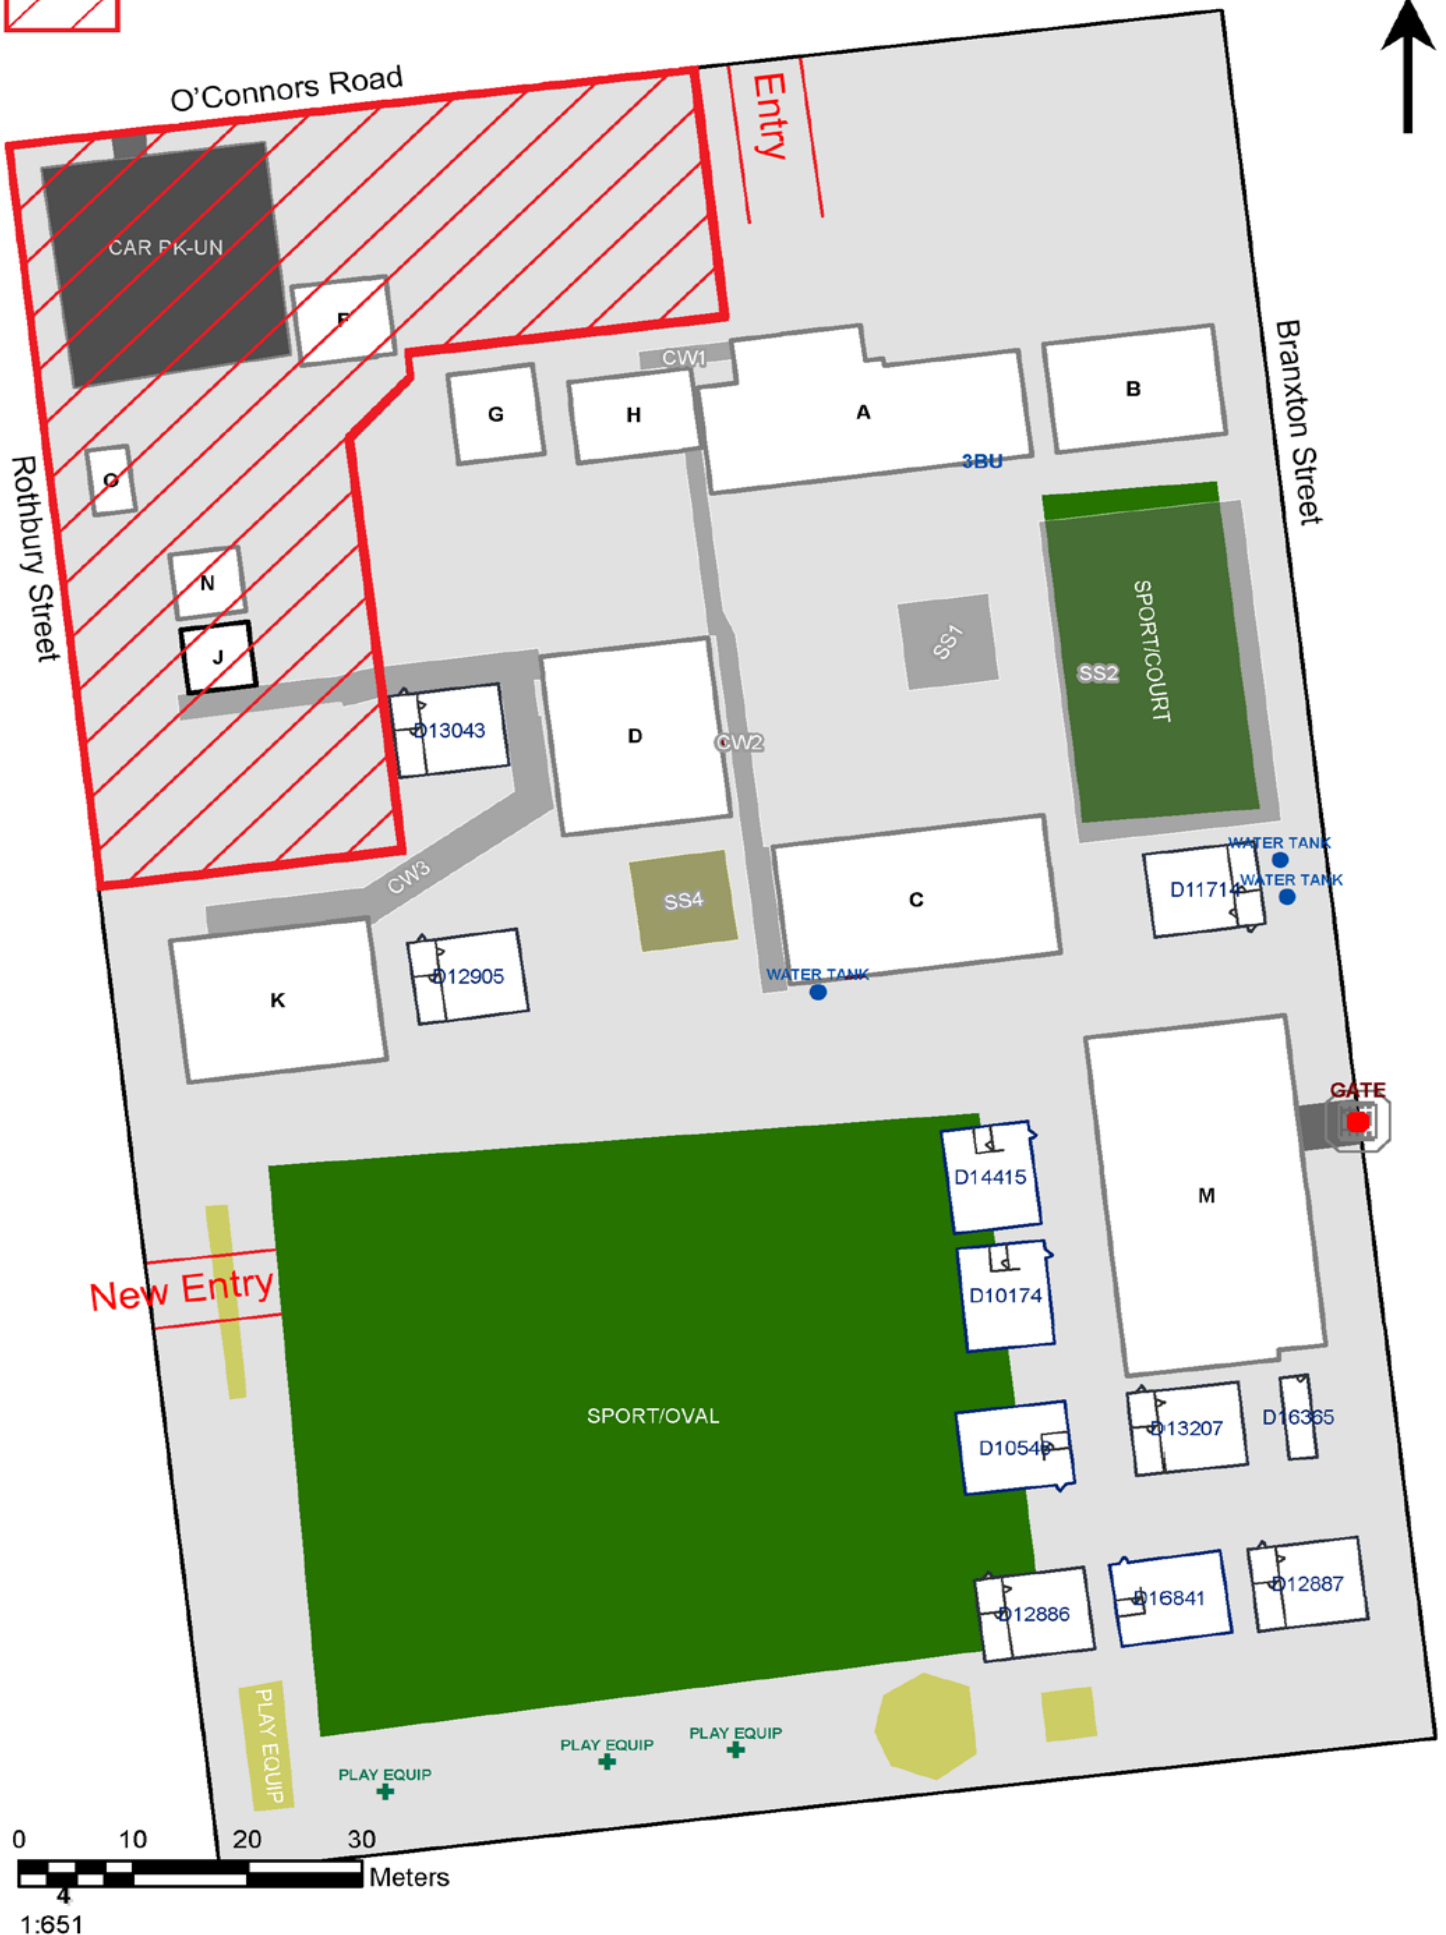 O'Connors Road
Entry
CAR PK-UN
F
CW1
G
H
A
B
3BU
Branxton Street
Rothbury Street
O
N
J
SS1
SPORT/COURT
SS2
D13043
D
CW2
CW3
SS4
C
WATER TANK
D11714
WATER TANK
WATER TANK
K
D12905
GATE
D14415
M
New Entry
D10174
SPORT/OVAL
D16365
D13207
D12887
D16841
D12886
PLAY EQUIP
PLAY EQUIP
PLAY EQUIP
PLAY EQUIP
0 10 20 30
Meters
4
1:651